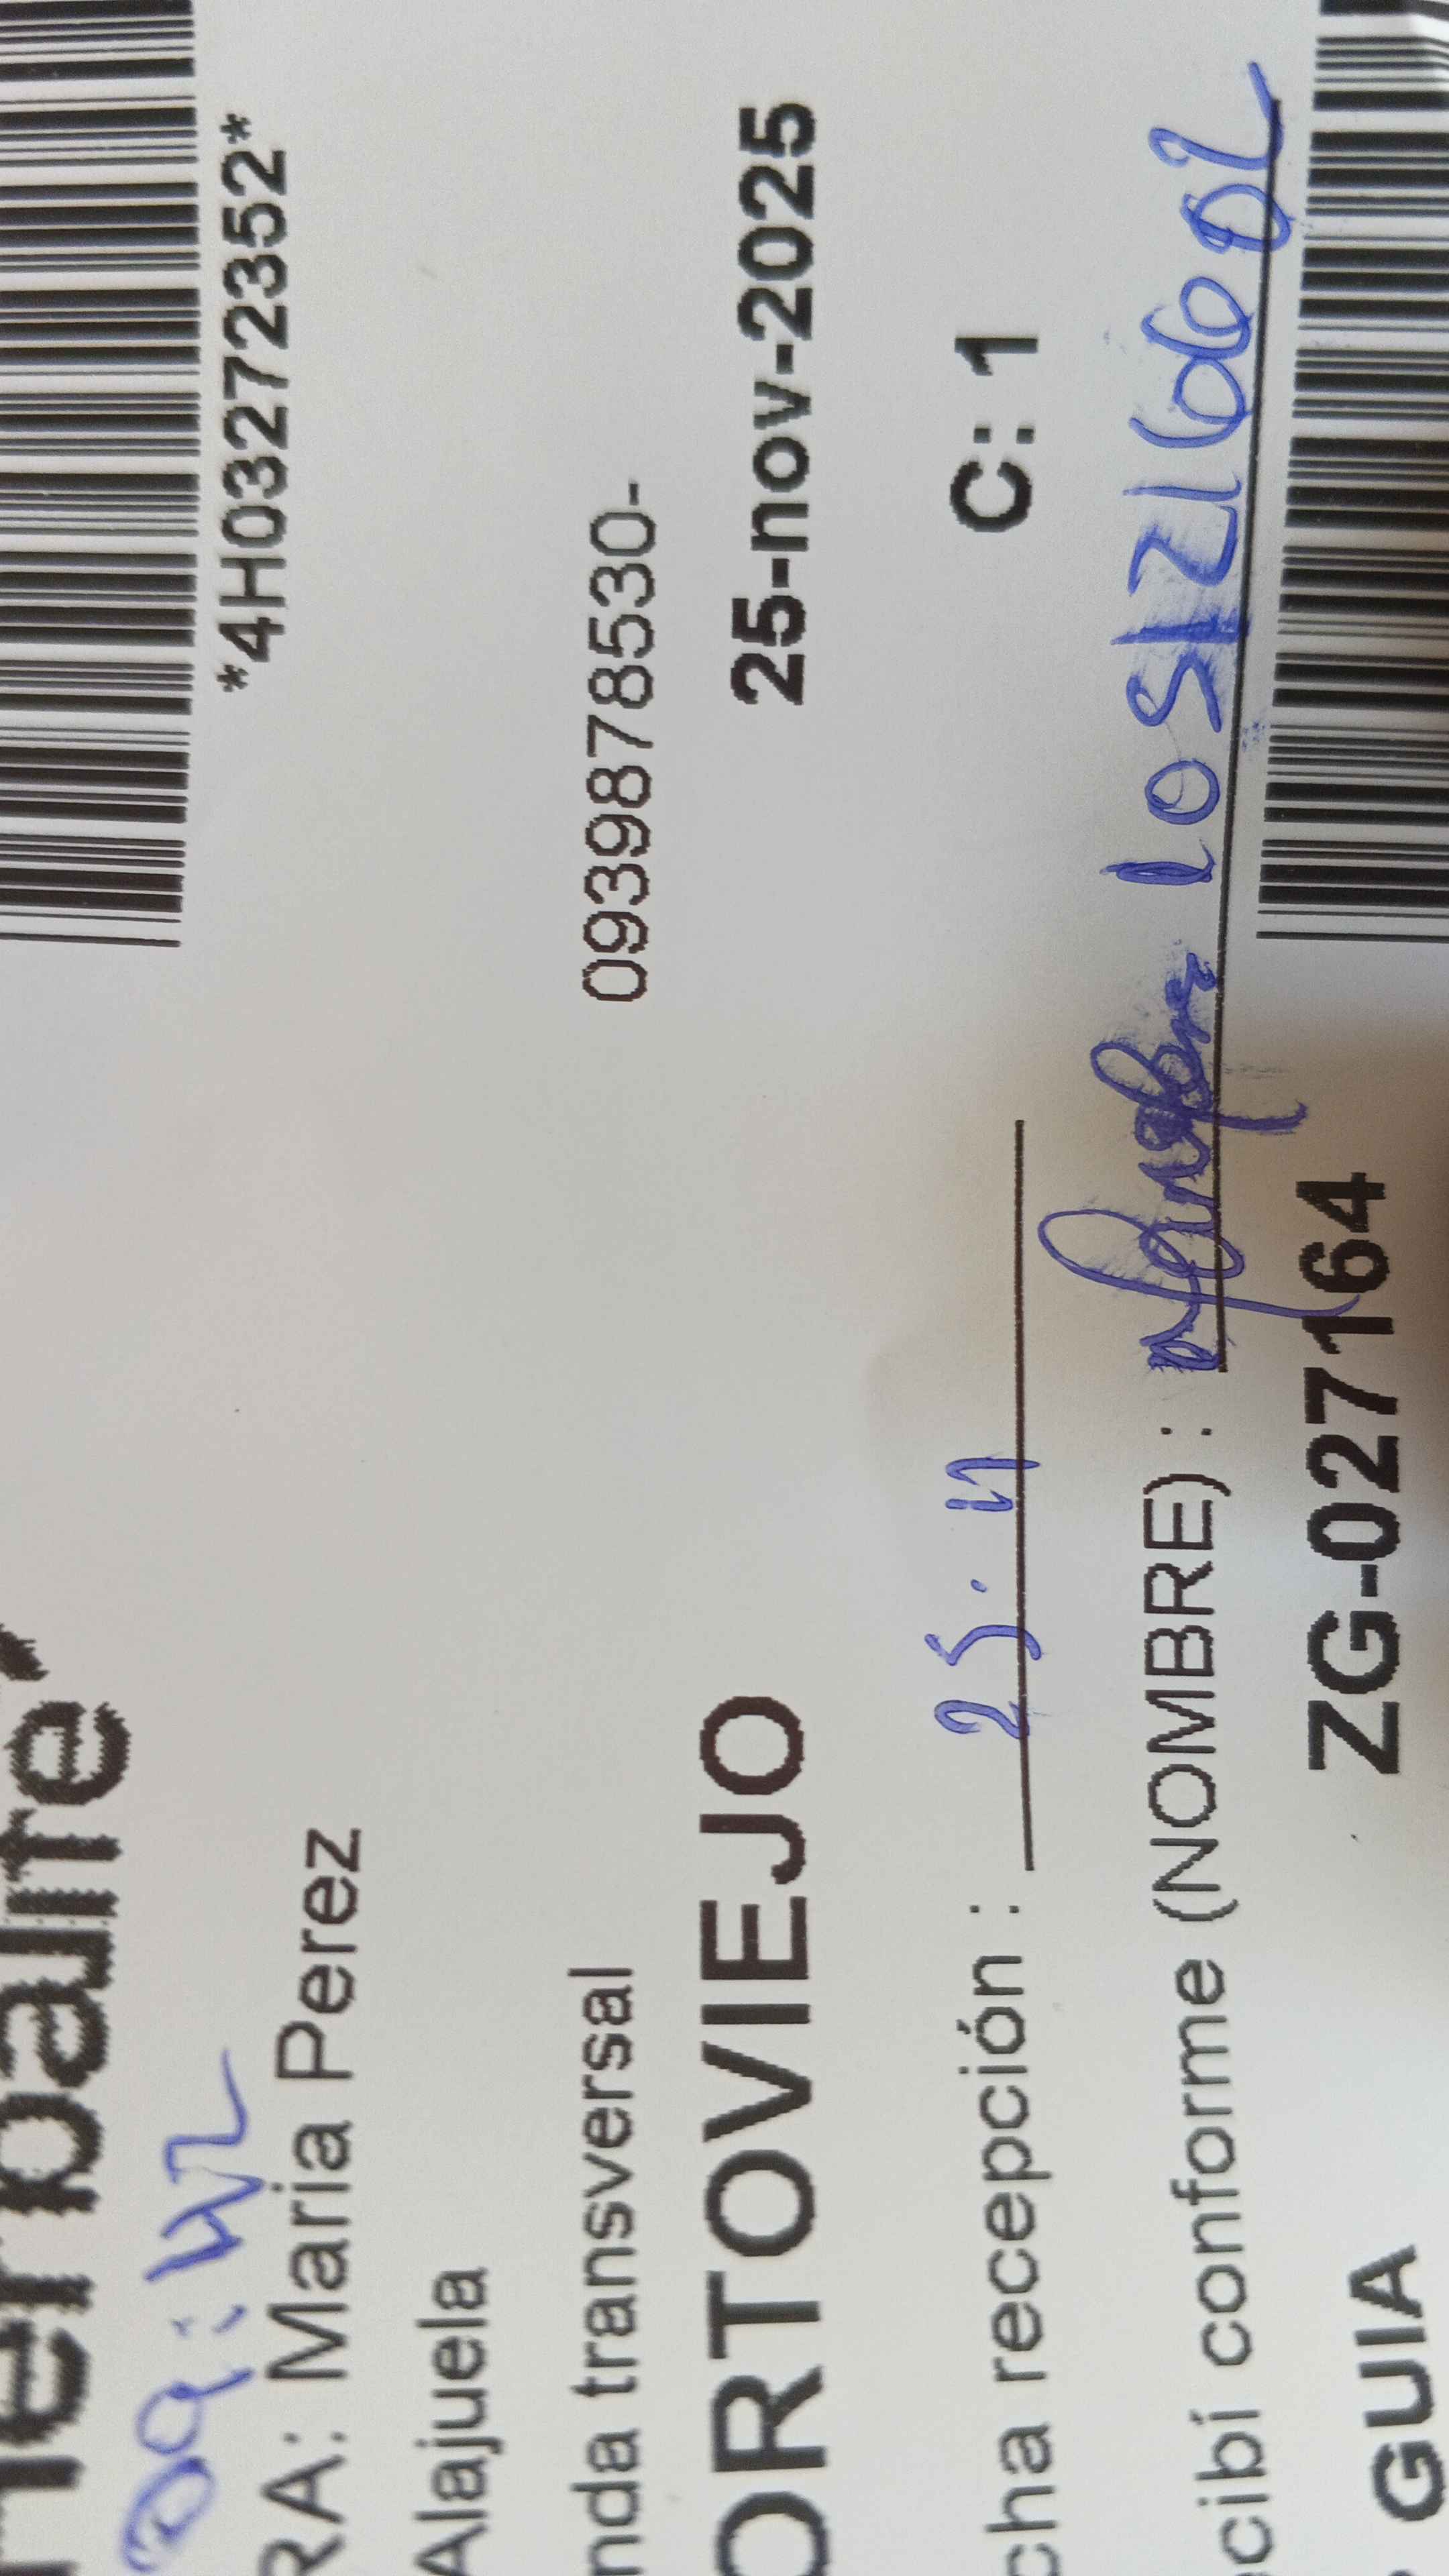 *4H03272352*
RA: Maria Perez
Alajuela
nda transversal 0939878530-
ORTOVIEJO 25-nov-2025
cha recepción : 25.11 C: 1
cibí conforme (NOMBRE) :
GUIA ZG-027164